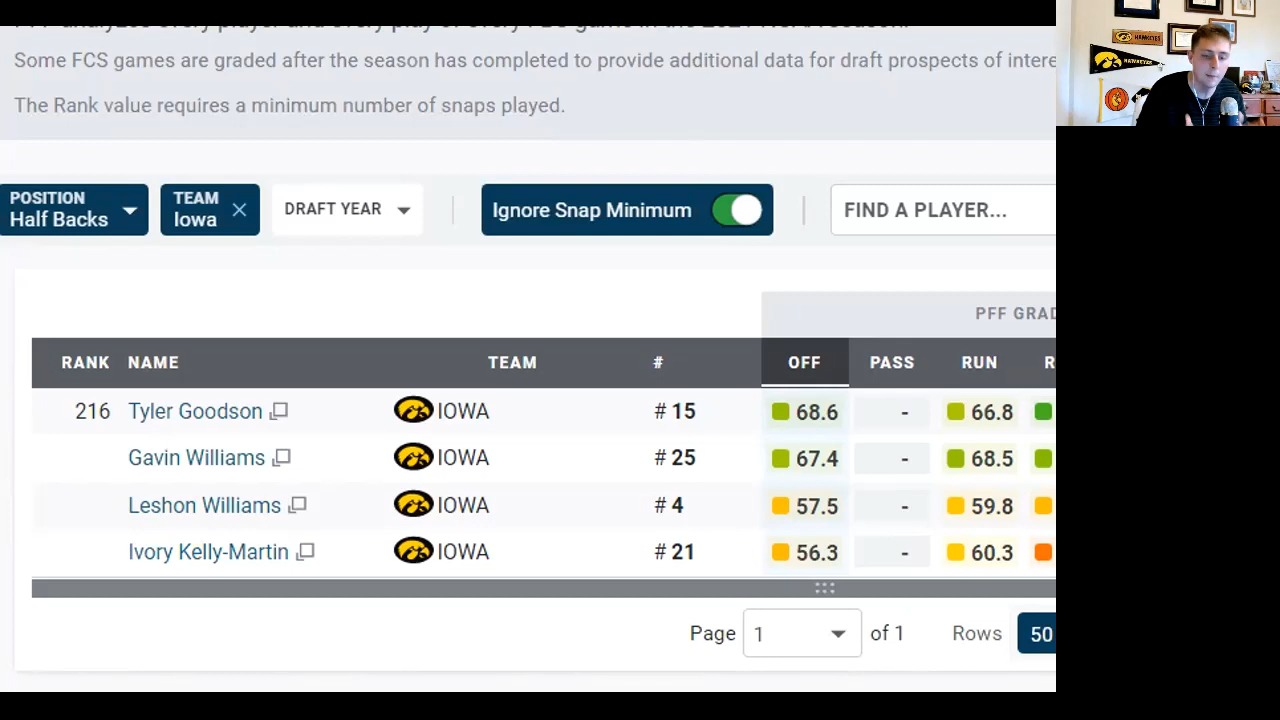 Some FCS games are graded after the season has completed to provide additional data for draft prospects of intere
The Rank value requires a minimum number of snaps played.
POSITION
Half Backs
TEAM
Iowa
DRAFT YEAR
Ignore Snap Minimum
FIND A PLAYER...
PFF GRAD
RANK NAME TEAM # OFF PASS RUN R
216 Tyler Goodson IOWA # 15 68.6 - 66.8
Gavin Williams IOWA # 25 67.4 - 68.5
Leshon Williams IOWA # 4 57.5 - 59.8
Ivory Kelly-Martin IOWA # 21 56.3 - 60.3
Page 1 of 1 Rows 50
HAWKEYES
HAWKEYES